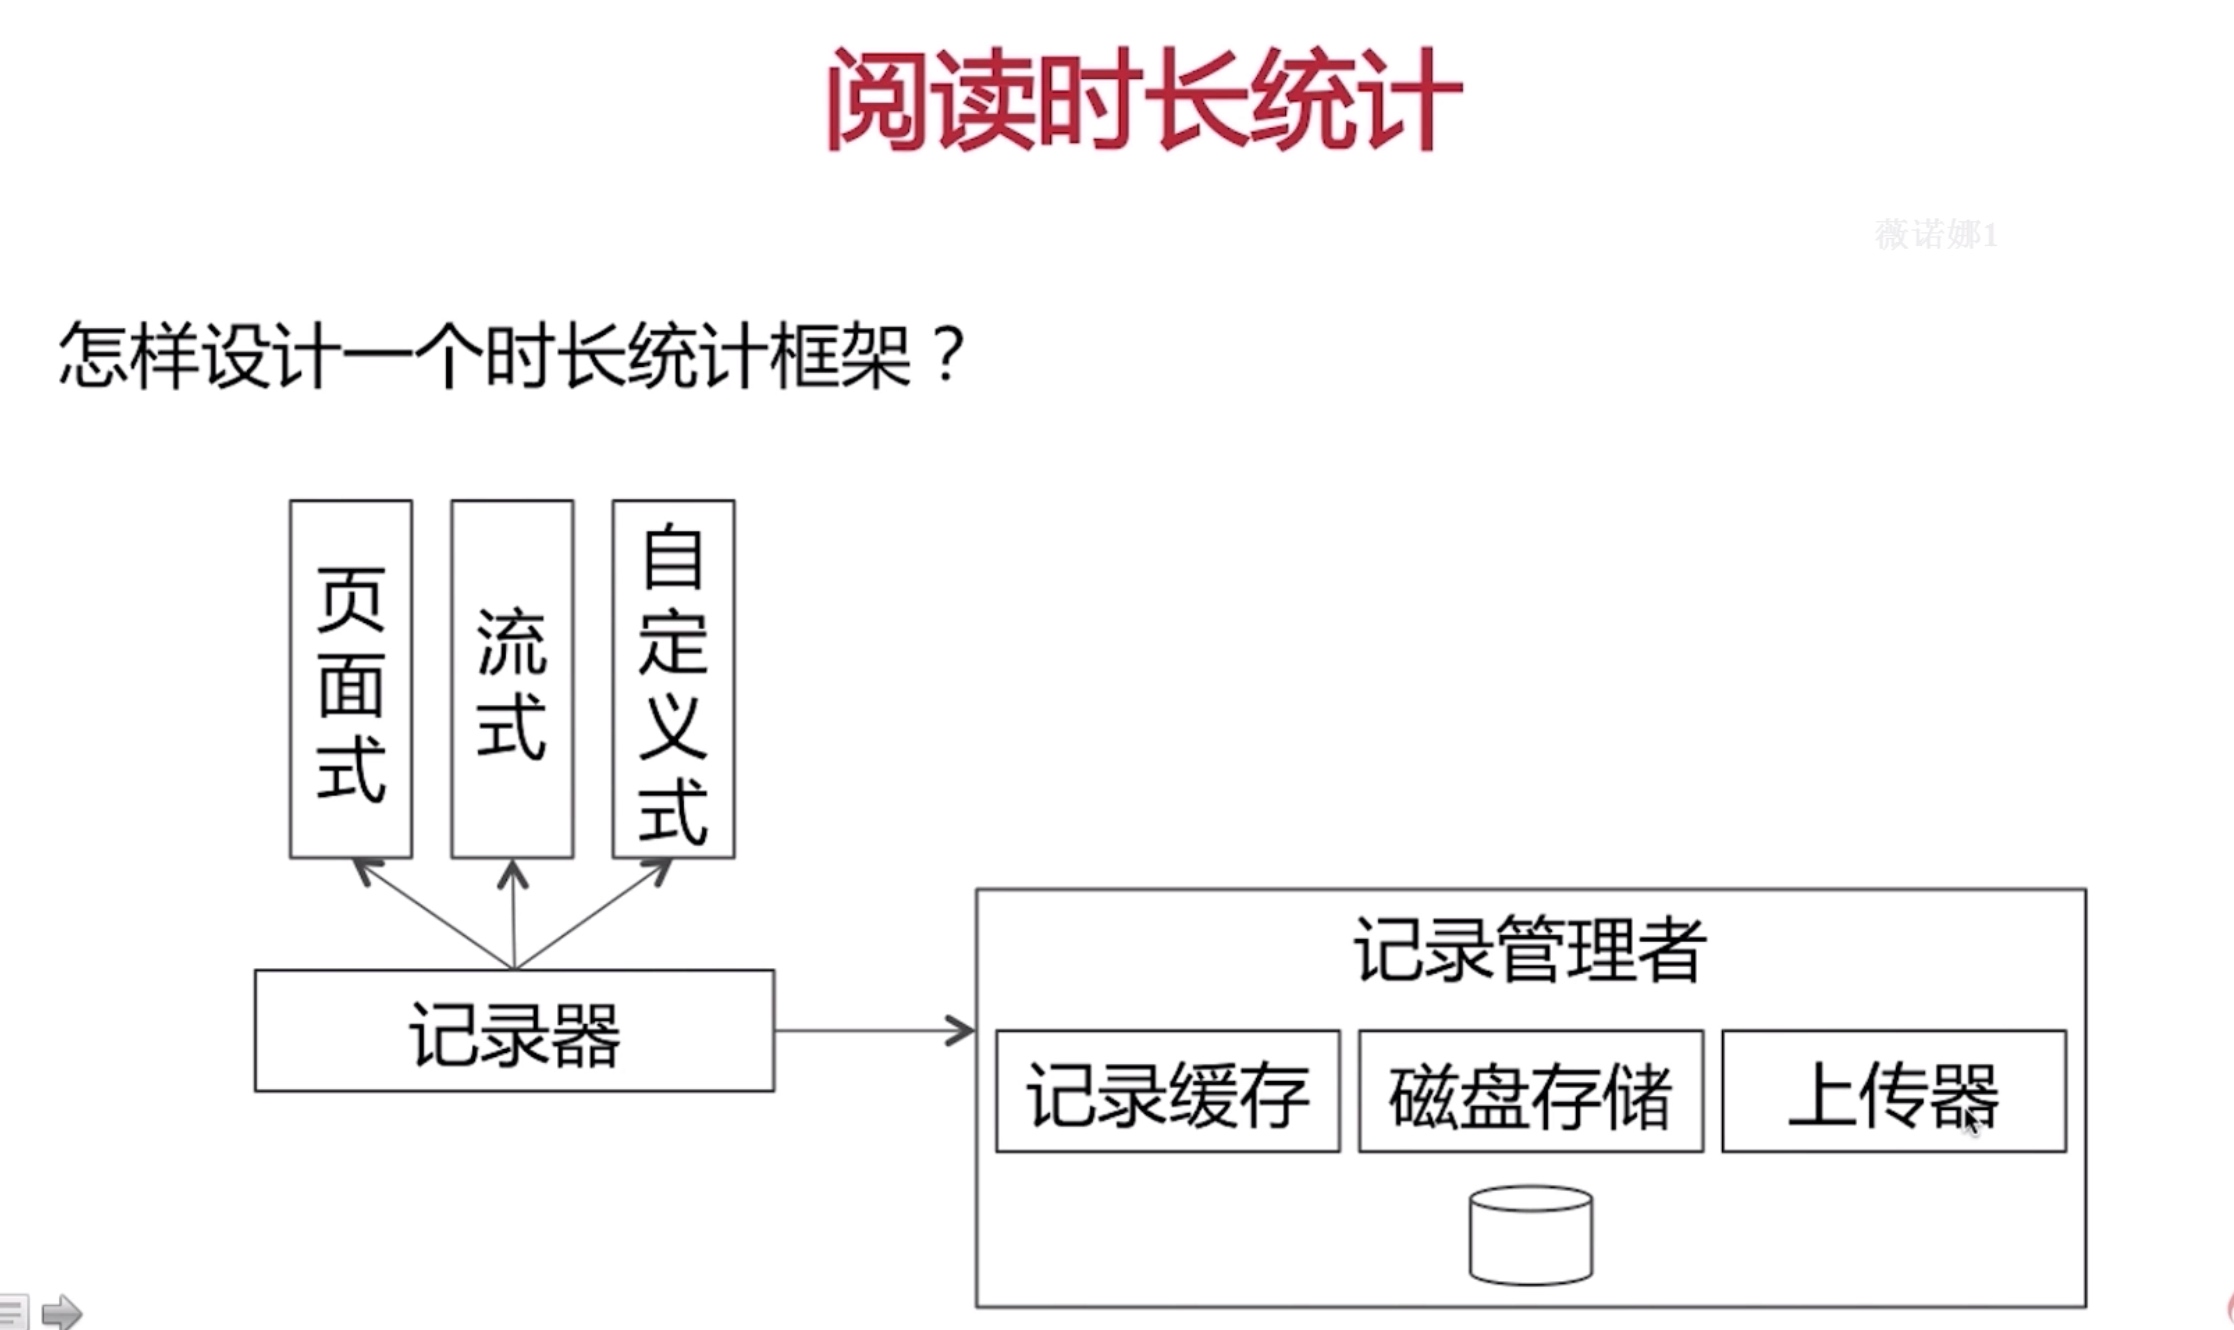 阅读时长统计
薇诺娜1
怎样设计一个时长统计框架？
页面式
流式
自定义式
记录器
记录管理者
记录缓存
磁盘存储
上传器